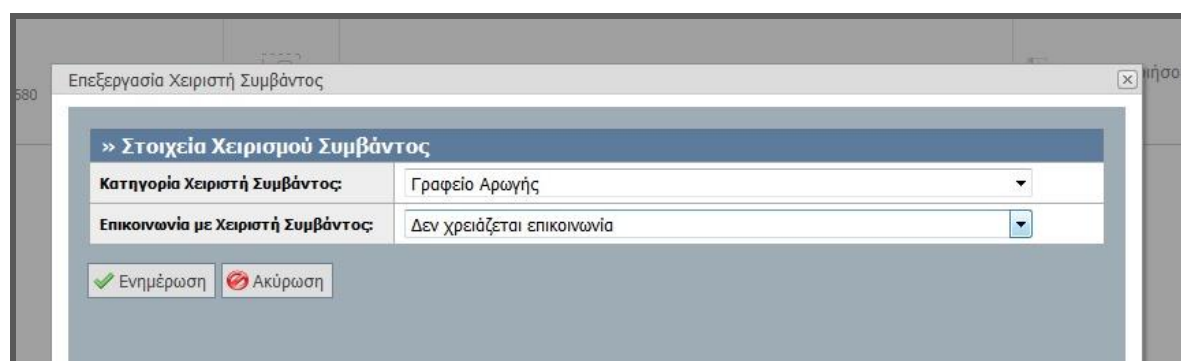 Επεξεργασία Χειριστή Συμβάντος
580
» Στοιχεία Χειρισμού Συμβάντος
Κατηγορία Χειριστή Συμβάντος: Γραφείο Αρωγής
Επικοινωνία με Χειριστή Συμβάντος: Δεν χρειάζεται επικοινωνία
Ενημέρωση Ακύρωση